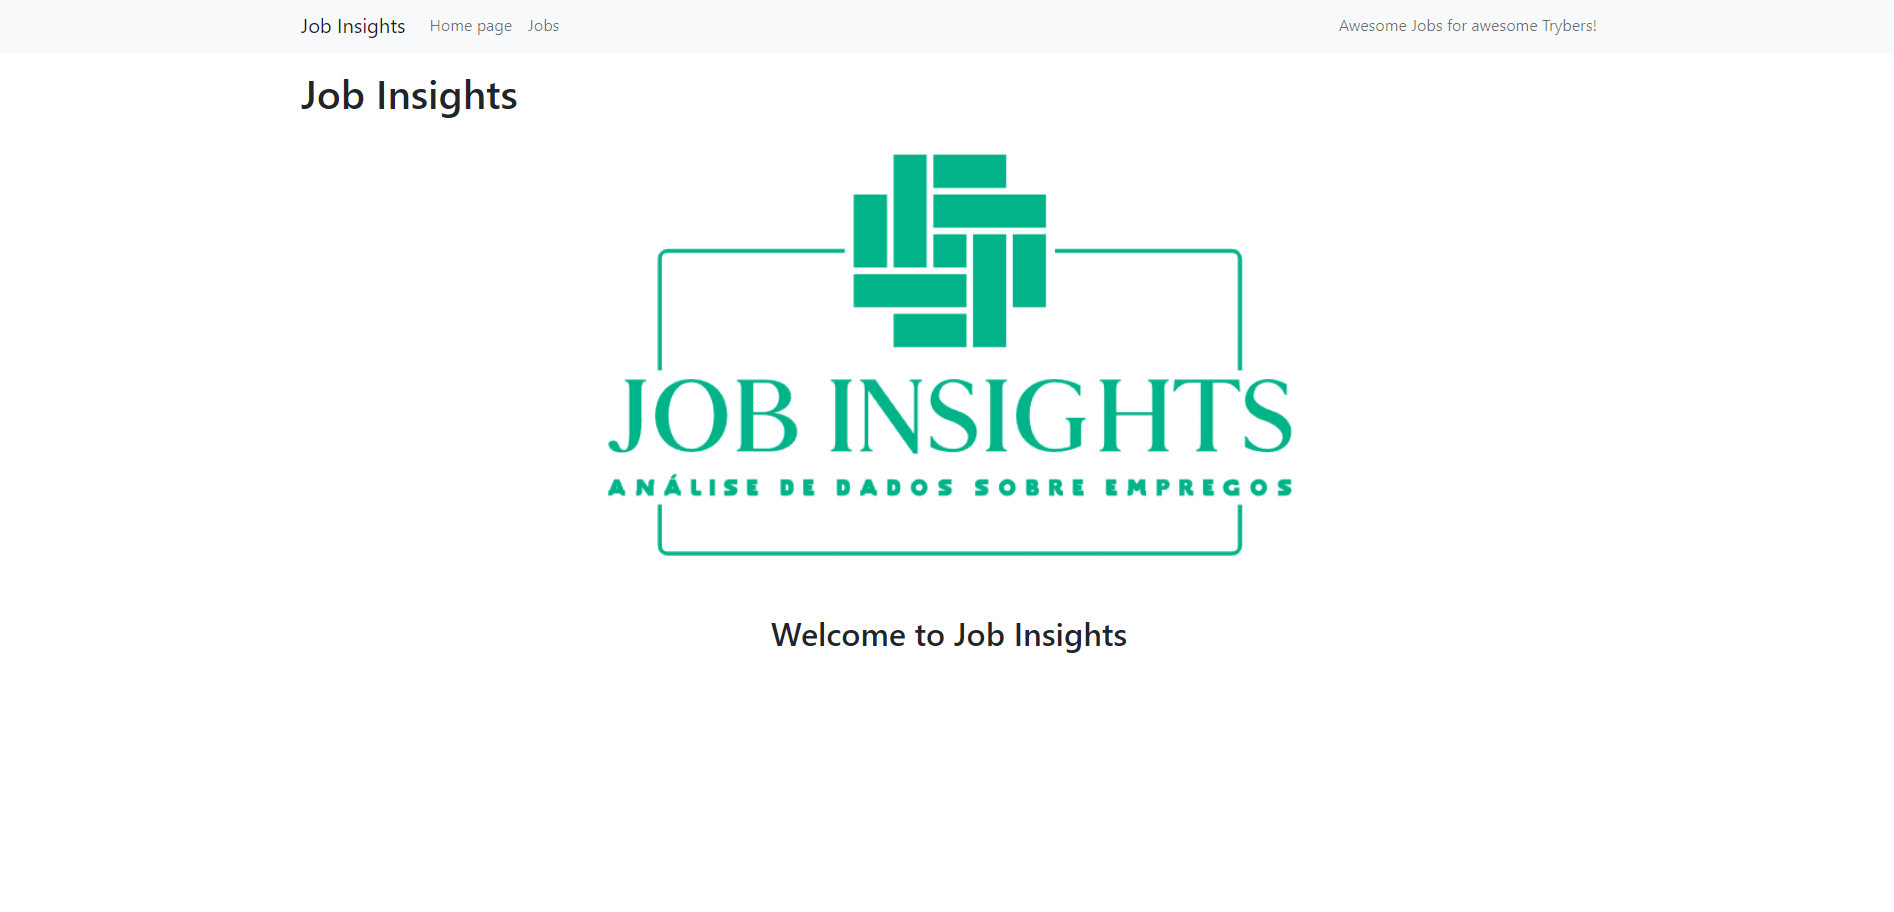 Job Insights Home page Jobs Awesome Jobs for awesome Trybers!
Job Insights
JOB INSIGHTS
ANÁLISE DE DADOS SOBRE EMPREGOS
Welcome to Job Insights